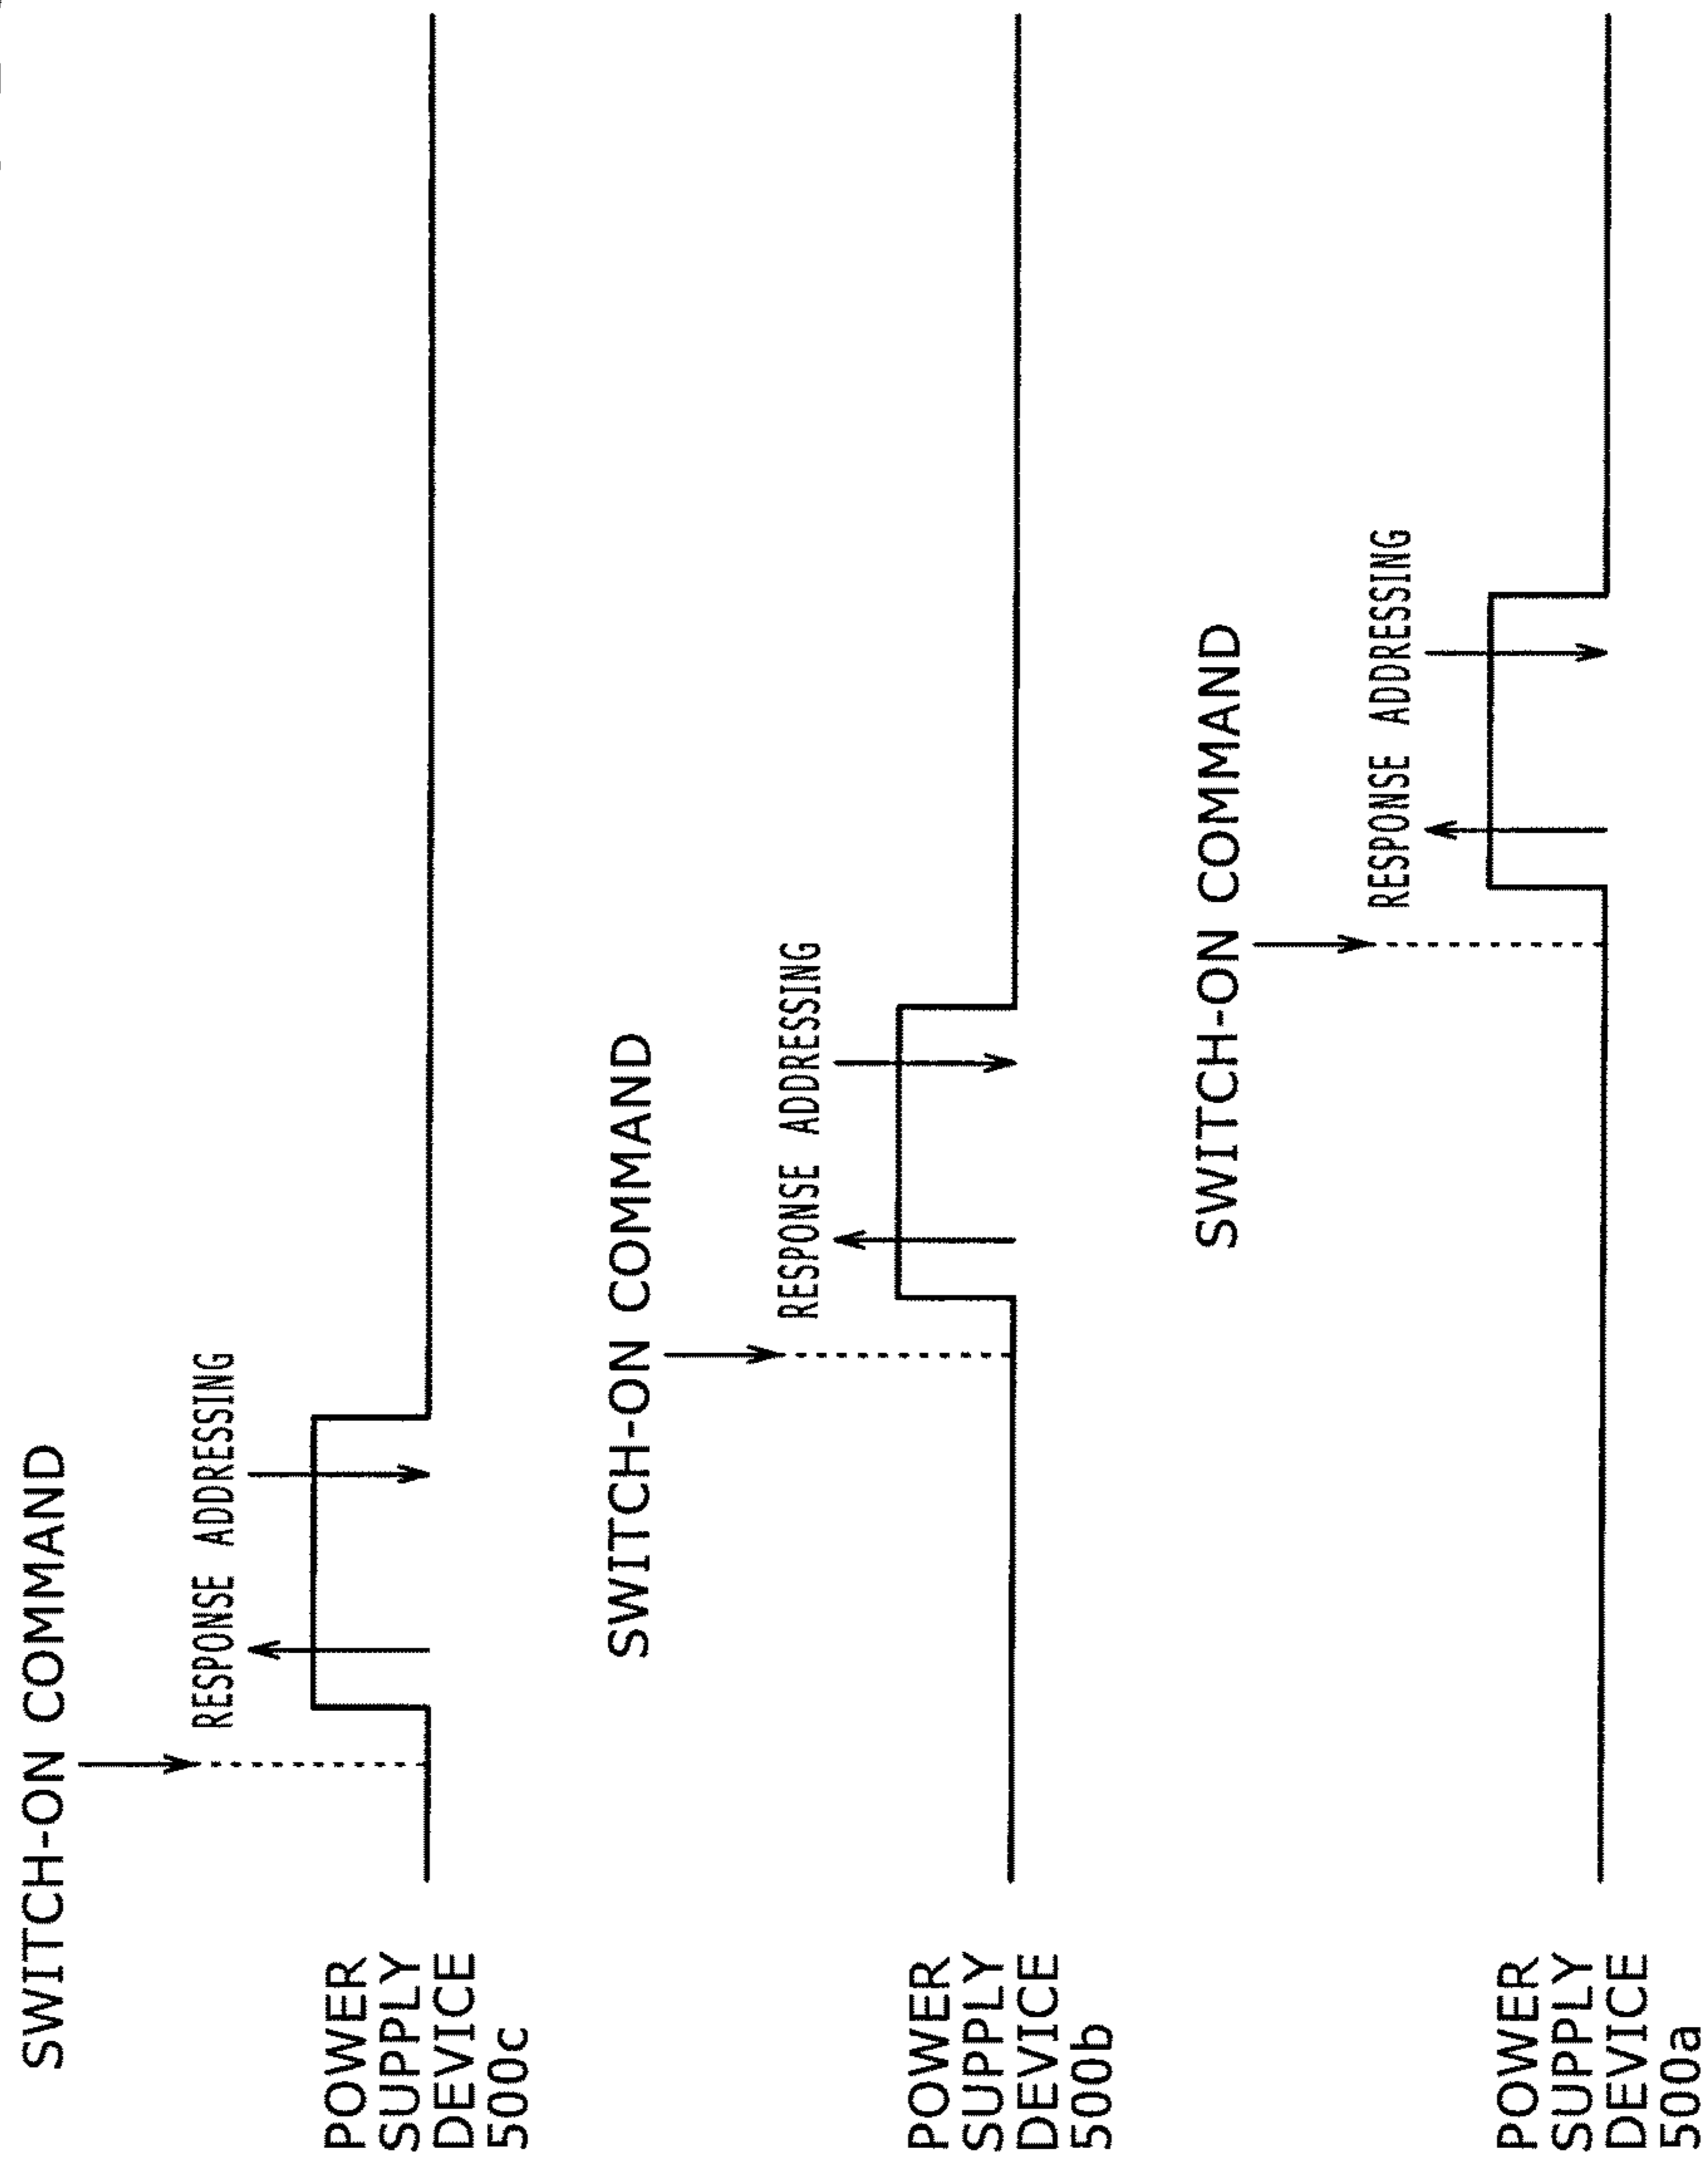 SWITCH-ON COMMAND
RESPONSE ADDRESSING
POWER
SUPPLY
DEVICE
500c
SWITCH-ON COMMAND
RESPONSE ADDRESSING
POWER
SUPPLY
DEVICE
500b
SWITCH-ON COMMAND
RESPONSE ADDRESSING
POWER
SUPPLY
DEVICE
500a